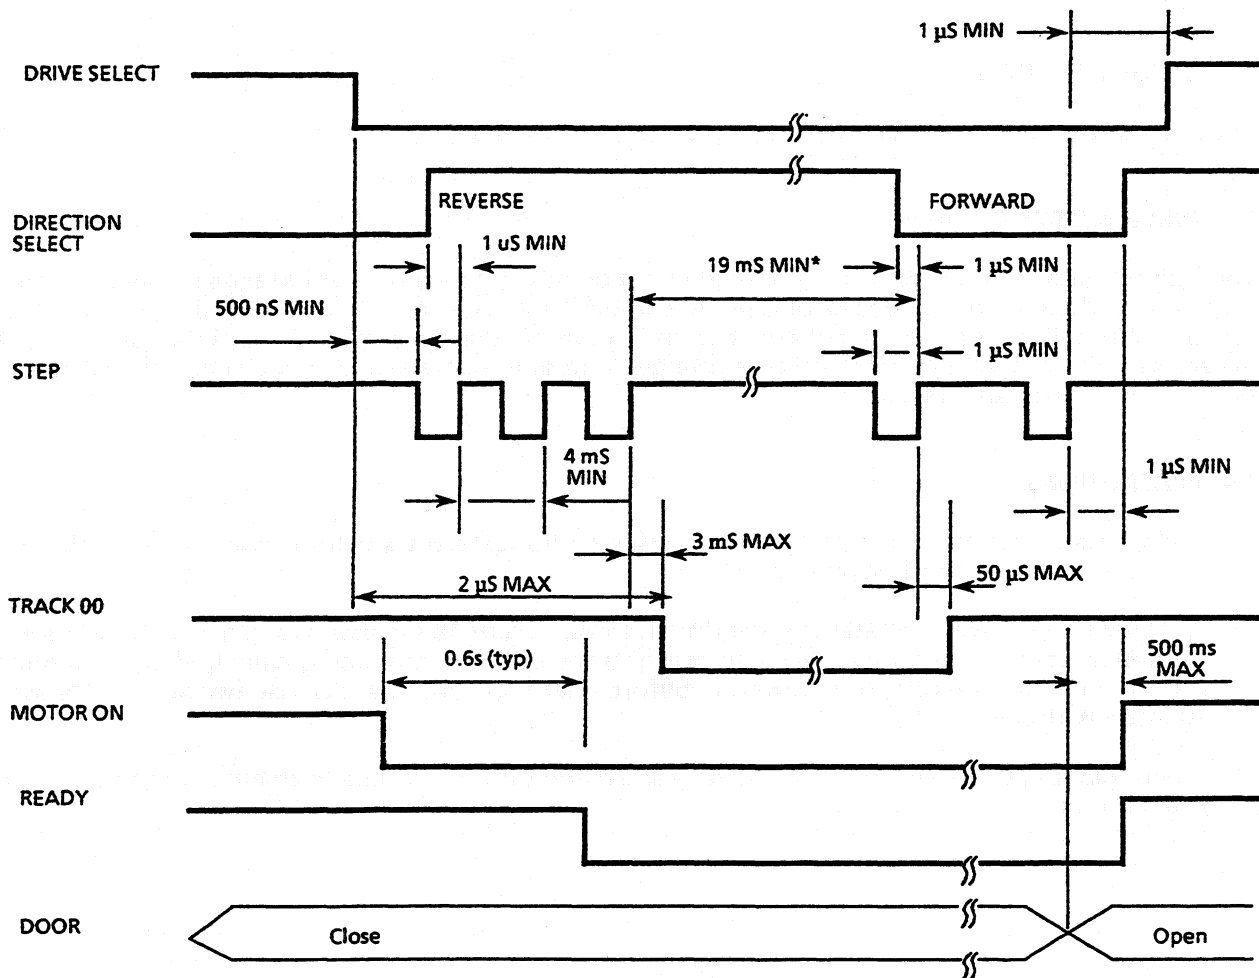 1 µS MIN
DRIVE SELECT
REVERSE
FORWARD
DIRECTION
SELECT
1 uS MIN
19 mS MIN*
1 µS MIN
500 nS MIN
1 µS MIN
STEP
4 mS
MIN
1 µS MIN
3 mS MAX
50 µS MAX
2 µS MAX
TRACK 00
0.6s (typ)
500 ms
MAX
MOTOR ON
READY
DOOR
Close
Open